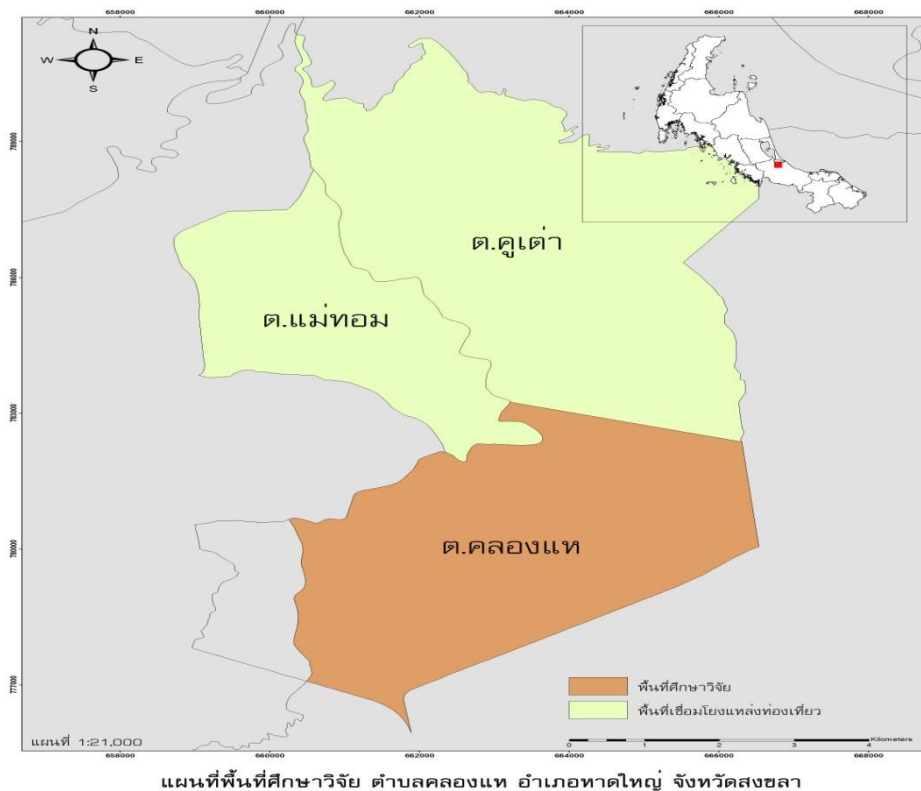 658000 660000 662000 664000 666000 668000
N
W E
S
789000
786000
783000
780000
777000
ต.คูเต่า
ต.แม่ทอม
ต.คลองแห
พื้นที่ศึกษาวิจัย
พื้นที่เชื่อมโยงแหล่งท่องเที่ยว
แผนที่ 1:21,000
Kilometers
0 1 2 3 4
658000 660000 662000 664000 666000 668000
แผนที่พื้นที่ศึกษาวิจัย ตำบลคลองแห อำเภอหาดใหญ่ จังหวัดสงขลา